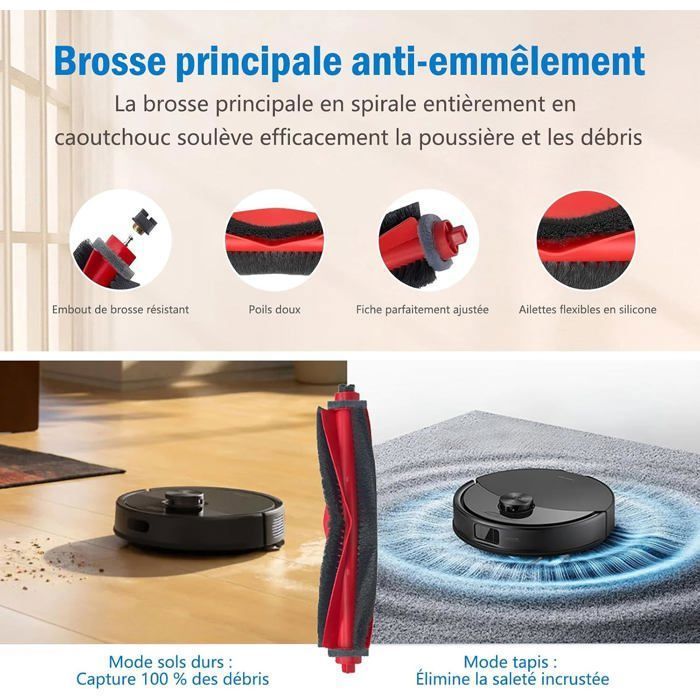 Brosse principale anti-emmêlement
La brosse principale en spirale entièrement en
caoutchouc soulève efficacement la poussière et les débris
Embout de brosse résistant
Poils doux
Fiche parfaitement ajustée
Ailettes flexibles en silicone
Mode sols durs :
Capture 100 % des débris
Mode tapis :
Élimine la saleté incrustée